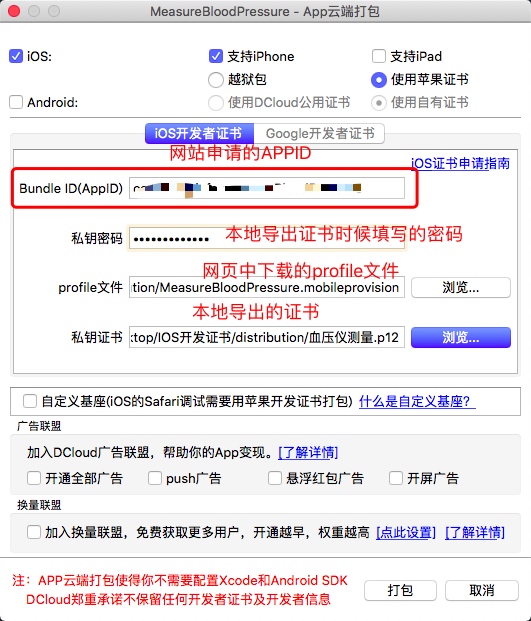 MeasureBloodPressure - App云端打包
iOS: 支持iPhone 支持iPad
越狱包 使用苹果证书
Android: 使用DCloud公用证书 使用自有证书
iOS开发者证书 Google开发者证书
网站申请的APPID
iOS证书申请指南
Bundle ID(AppID)
私钥密码 ●●●●●●●●●●●●● 本地导出证书时候填写的密码
网页中下载的profile文件
profile文件 tion/MeasureBloodPressure.mobileprovision 浏览...
本地导出的证书
私钥证书 :top/IOS开发证书/distribution/血压仪测量.p12 浏览...
自定义基座(iOS的Safari调试需要用苹果开发证书打包) 什么是自定义基座?
广告联盟
加入DCloud广告联盟，帮助你的App变现。[了解详情]
开通全部广告 push广告 悬浮红包广告 开屏广告
换量联盟
加入换量联盟，免费获取更多用户，开通越早，权重越高 [点此设置] [了解详情]
注：APP云端打包使得你不需要配置Xcode和Android SDK
DCloud郑重承诺不保留任何开发者证书及开发者信息
打包 取消